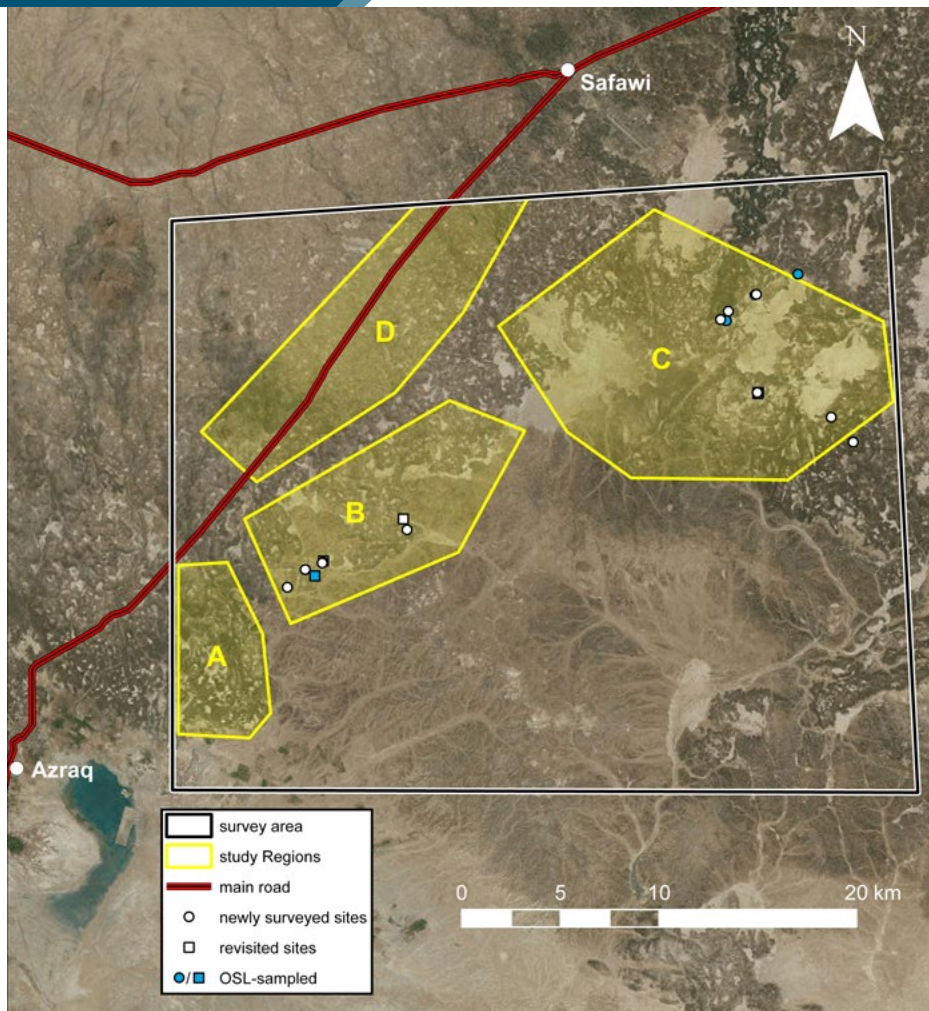 N
Safawi
D
C
B
A
Azraq
survey area
study Regions
main road
newly surveyed sites
revisited sites
OSL-sampled
0 5 10 20 km